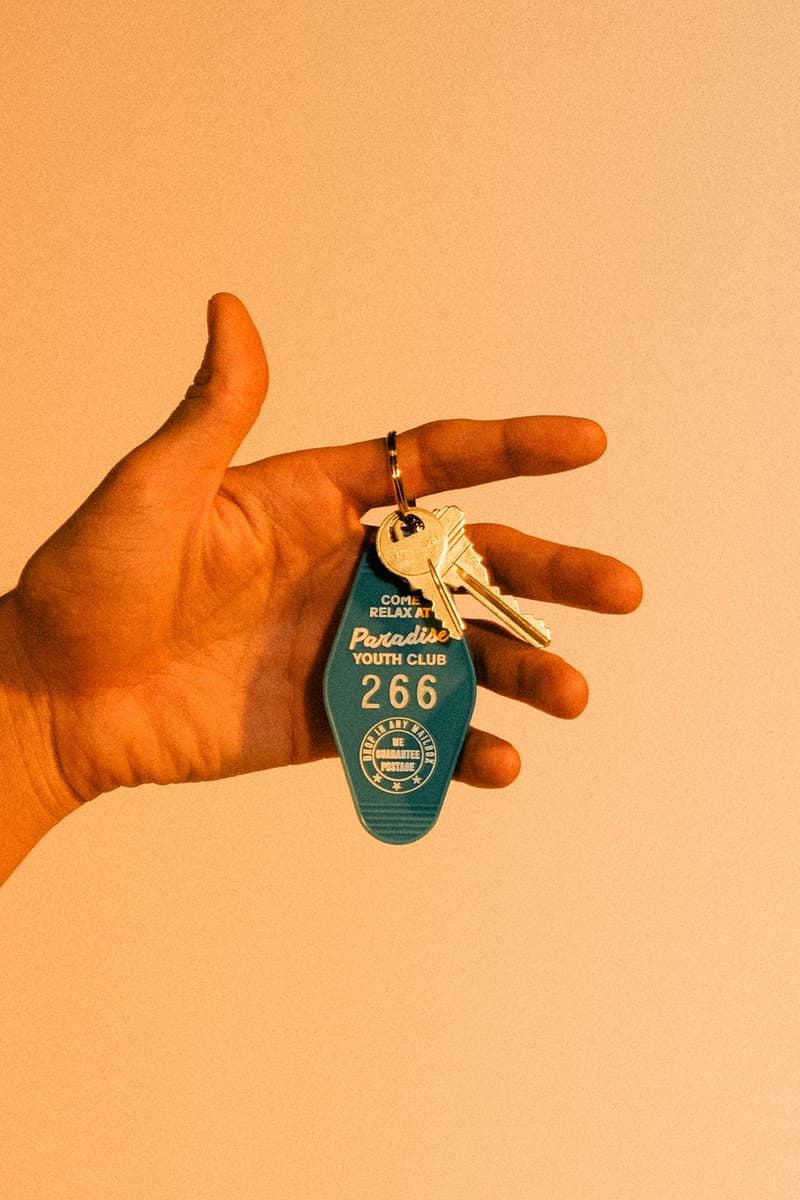 COME
RELAX AT
Paradise
YOUTH CLUB
266
DROP IN ANY MAILBOX
WE
GUARANTEE
POSTAGE